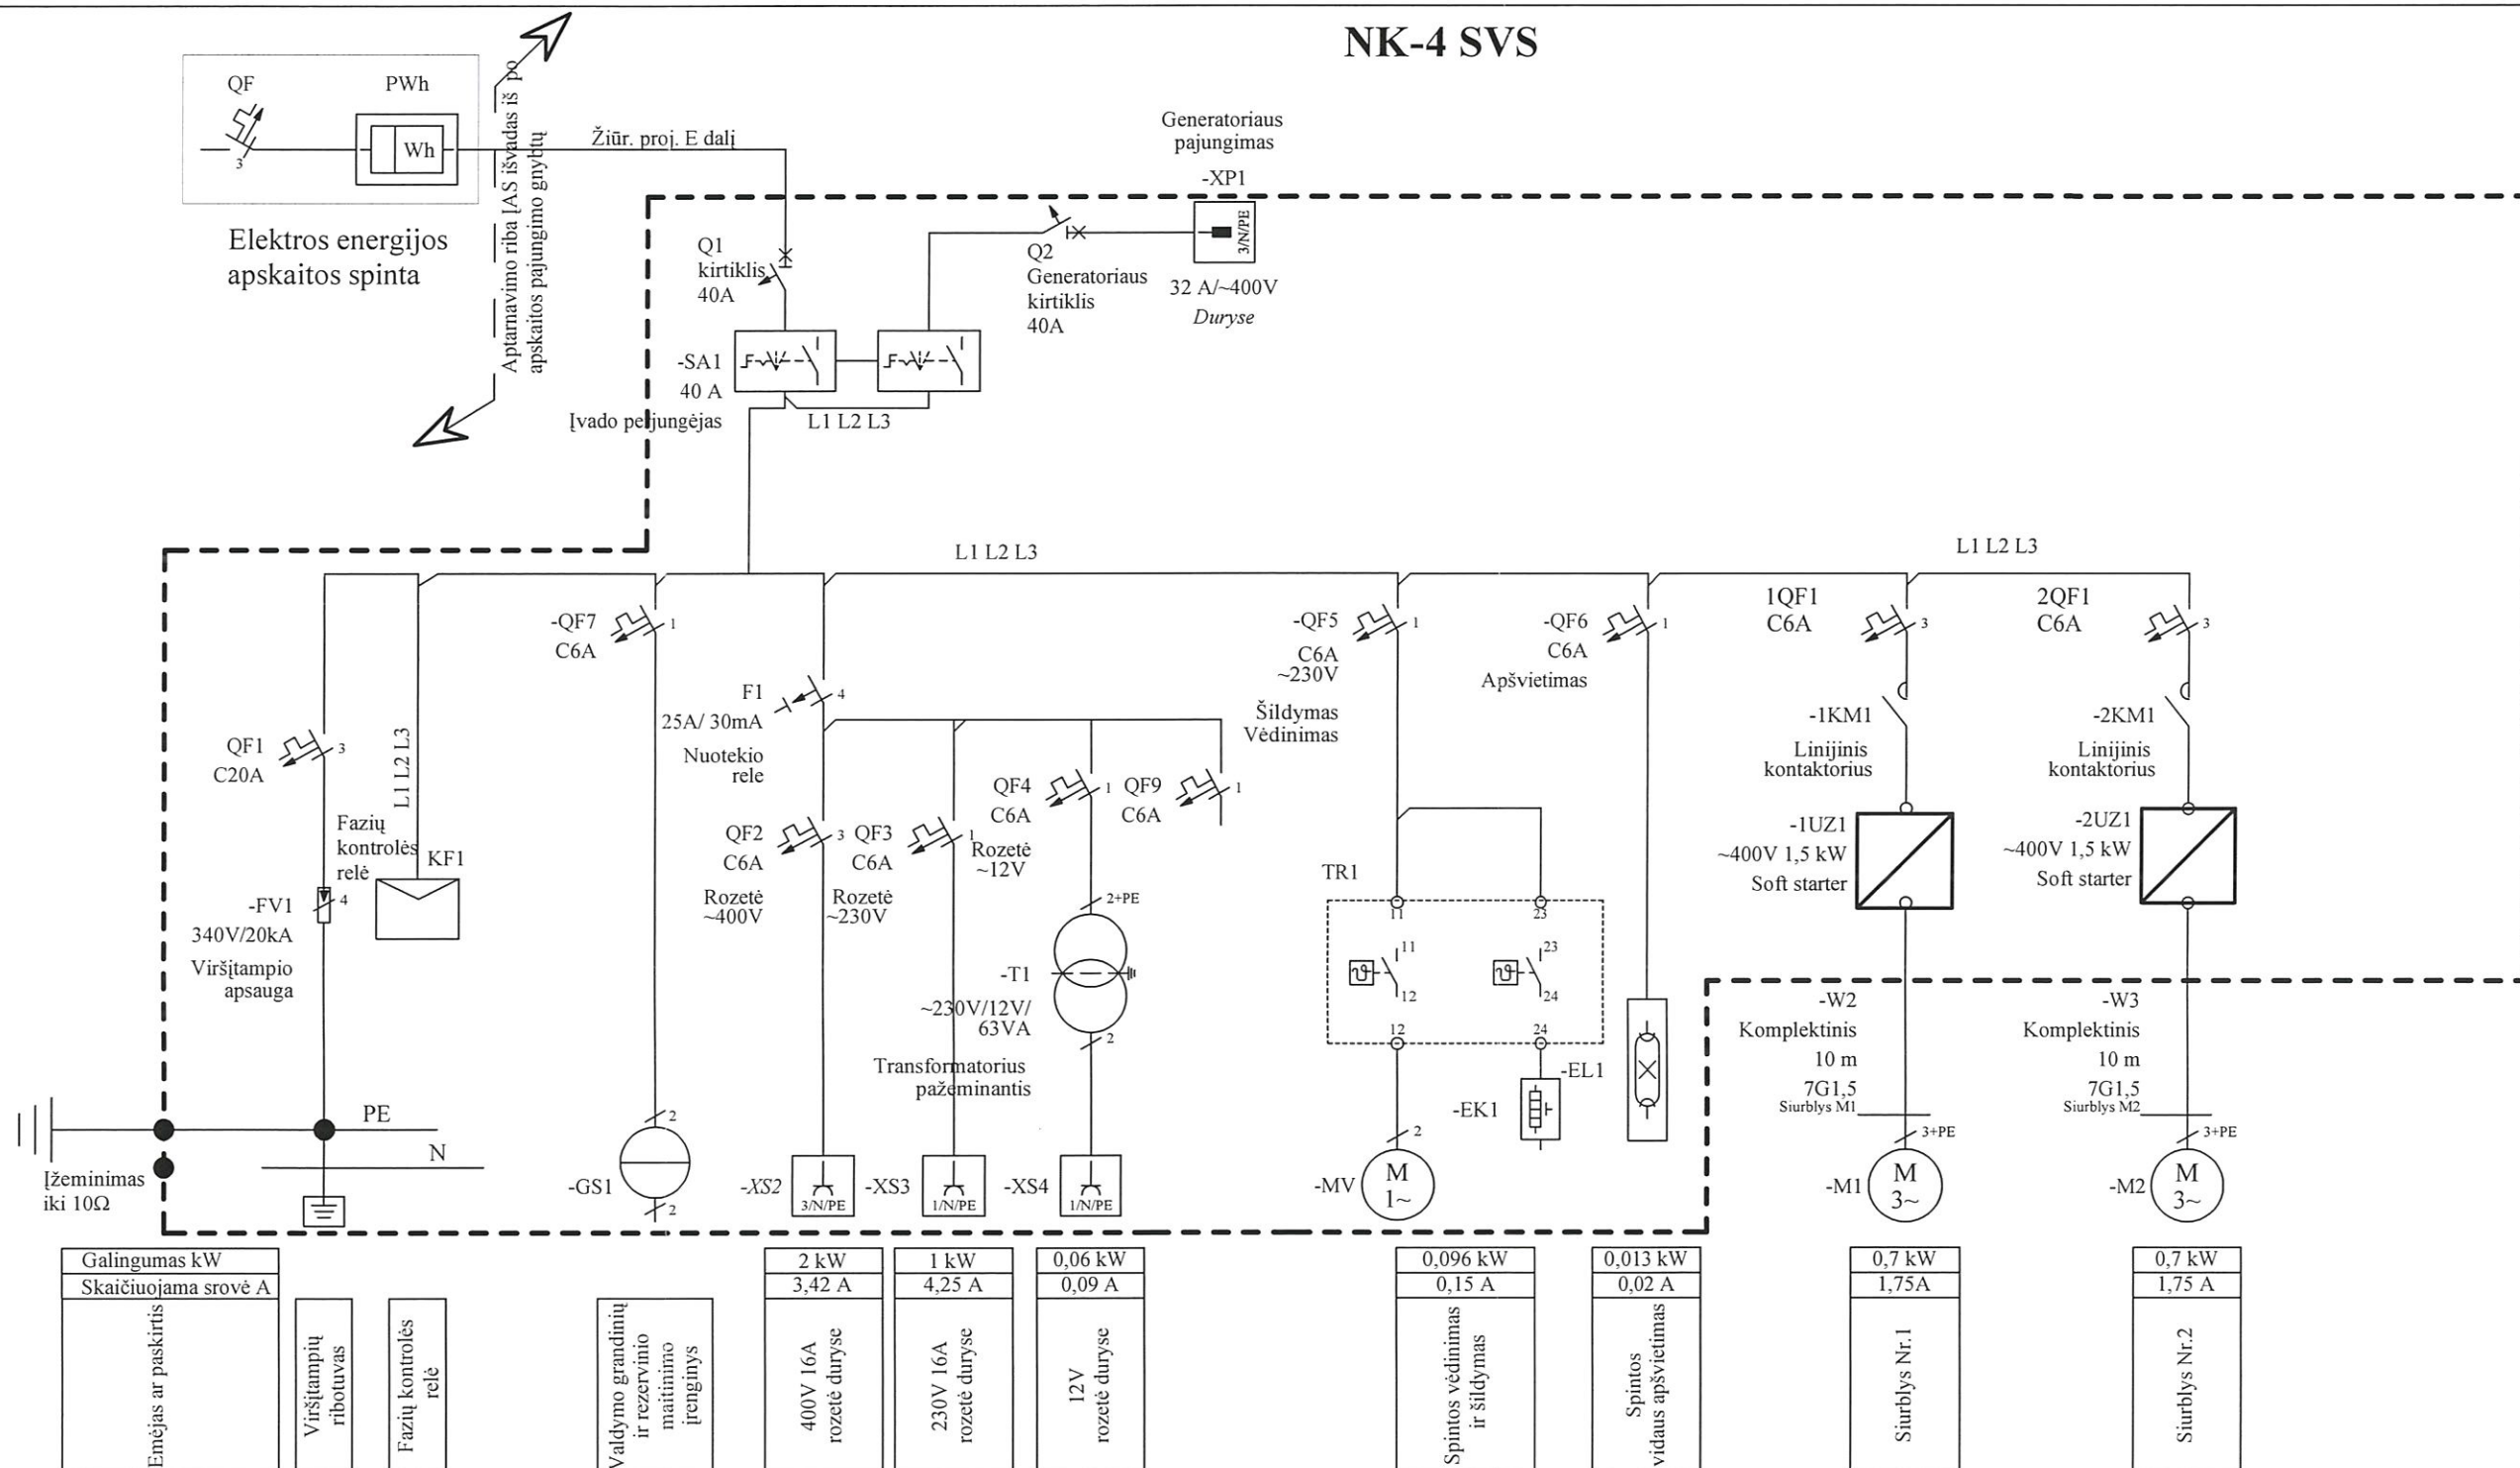 NK-4 SVS
QF
PWh
3
Wh
Elektros energijos
apskaitos spinta
Aptarnavimo riba ĮAS išvadas iš po
apskaitos pajungimo gnybtų
Žiūr. proj. E dalį
Generatoriaus
pajungimas
-XP1
3/N/PE
32 A/~400V
Duryse
Q1
kirtiklis
40A
Q2
Generatoriaus
kirtiklis
40A
-SA1
40 A
Įvado perjungėjas
L1 L2 L3
L1 L2 L3
L1 L2 L3
QF1
C20A
3
L1 L2 L3
Fazių
kontrolės
relė
KF1
-FV1
4
340V/20kA
Viršįtampio
apsauga
PE
N
Įžeminimas
iki 10Ω
-QF7
C6A
1
2
-GS1
2
F1
4
25A/ 30mA
Nuotekio
rele
QF2
C6A
3
Rozetė
~400V
-XS2
3/N/PE
QF3
C6A
1
Rozetė
~230V
-XS3
1/N/PE
QF4
C6A
1
Rozetė
~12V
2+PE
-T1
~230V/12V/
63VA
2
Transformatorius
pažeminantis
-XS4
1/N/PE
QF9
C6A
1
-QF5
1
C6A
~230V
Šildymas
Vėdinimas
TR1
11
23
11
23
12
24
12
24
2
-MV
M
1~
-EK1
-QF6
1
C6A
Apšvietimas
-EL1
1QF1
C6A
3
-1KM1
Linijinis
kontaktorius
-1UZ1
~400V 1,5 kW
Soft starter
-W2
Komplektinis
10 m
7G1,5
Siurblys M1
3+PE
-M1
M
3~
2QF1
C6A
3
-2KM1
Linijinis
kontaktorius
-2UZ1
~400V 1,5 kW
Soft starter
-W3
Komplektinis
10 m
7G1,5
Siurblys M2
3+PE
-M2
M
3~
Galingumas kW
2 kW
1 kW
0,06 kW
0,096 kW
0,013 kW
0,7 kW
0,7 kW
Skaičiuojama srovė A
3,42 A
4,25 A
0,09 A
0,15 A
0,02 A
1,75A
1,75 A
Ėmėjas ar paskirtis
Viršįtampių
ribotuvas
Fazių kontrolės
relė
Valdymo grandinių
ir rezervinio
maitinimo
įrenginys
400V 16A
rozetė duryse
230V 16A
rozetė duryse
12V
rozetė duryse
Spintos vėdinimas
ir šildymas
Spintos
vidaus apšvietimas
Siurblys Nr.1
Siurblys Nr.2